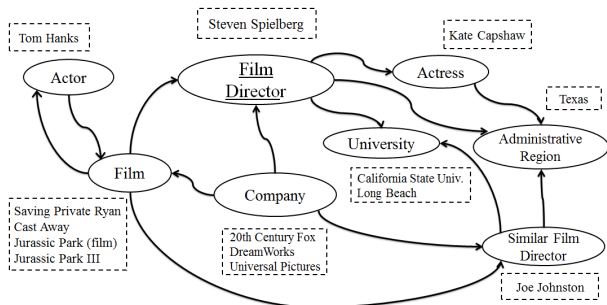 Steven Spielberg
Tom Hanks
Kate Capshaw
Actor
Film
Director
Actress
Texas
University
Administrative
Region
Film
Company
California State Univ.
Long Beach
Saving Private Ryan
Cast Away
Jurassic Park (film)
Jurassic Park III
20th Century Fox
DreamWorks
Universal Pictures
Similar Film
Director
Joe Johnston